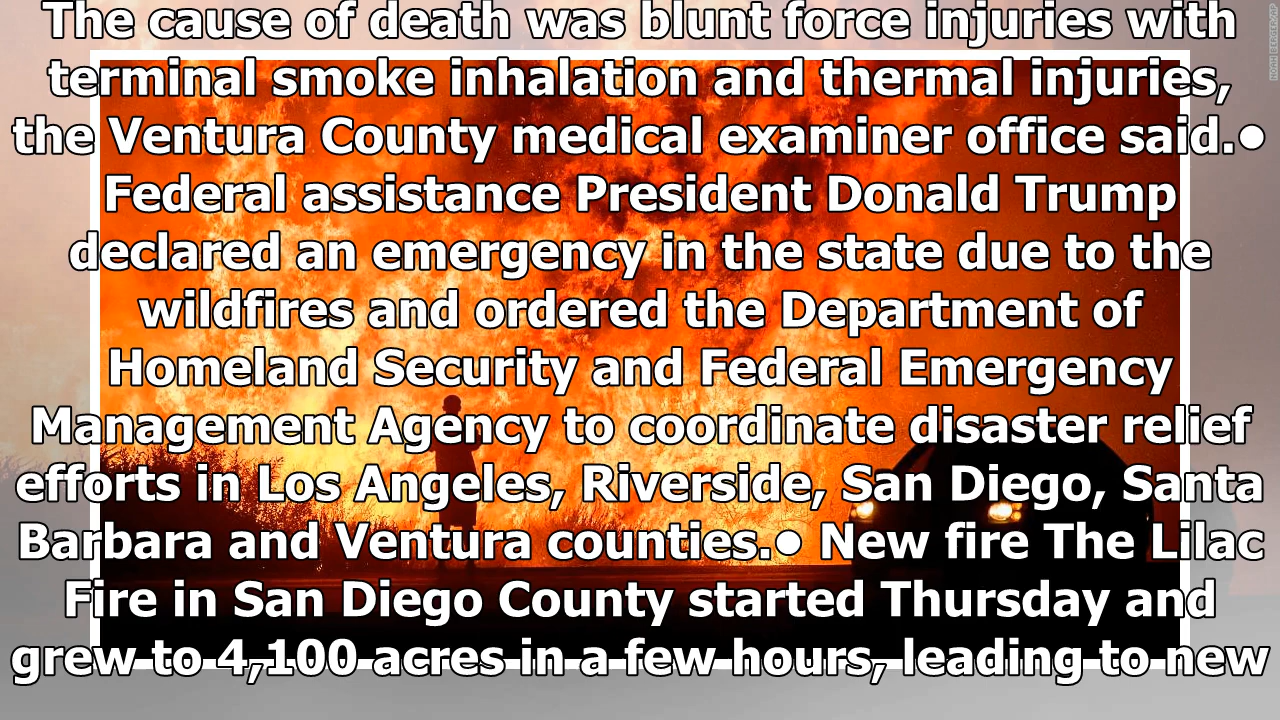 The cause of death was blunt force injuries with
terminal smoke inhalation and thermal injuries,
the Ventura County medical examiner office said.●
Federal assistance President Donald Trump
declared an emergency in the state due to the
wildfires and ordered the Department of
Homeland Security and Federal Emergency
Management Agency to coordinate disaster relief
efforts in Los Angeles, Riverside, San Diego, Santa
Barbara and Ventura counties.● New fire The Lilac
Fire in San Diego County started Thursday and
grew to 4,100 acres in a few hours, leading to new